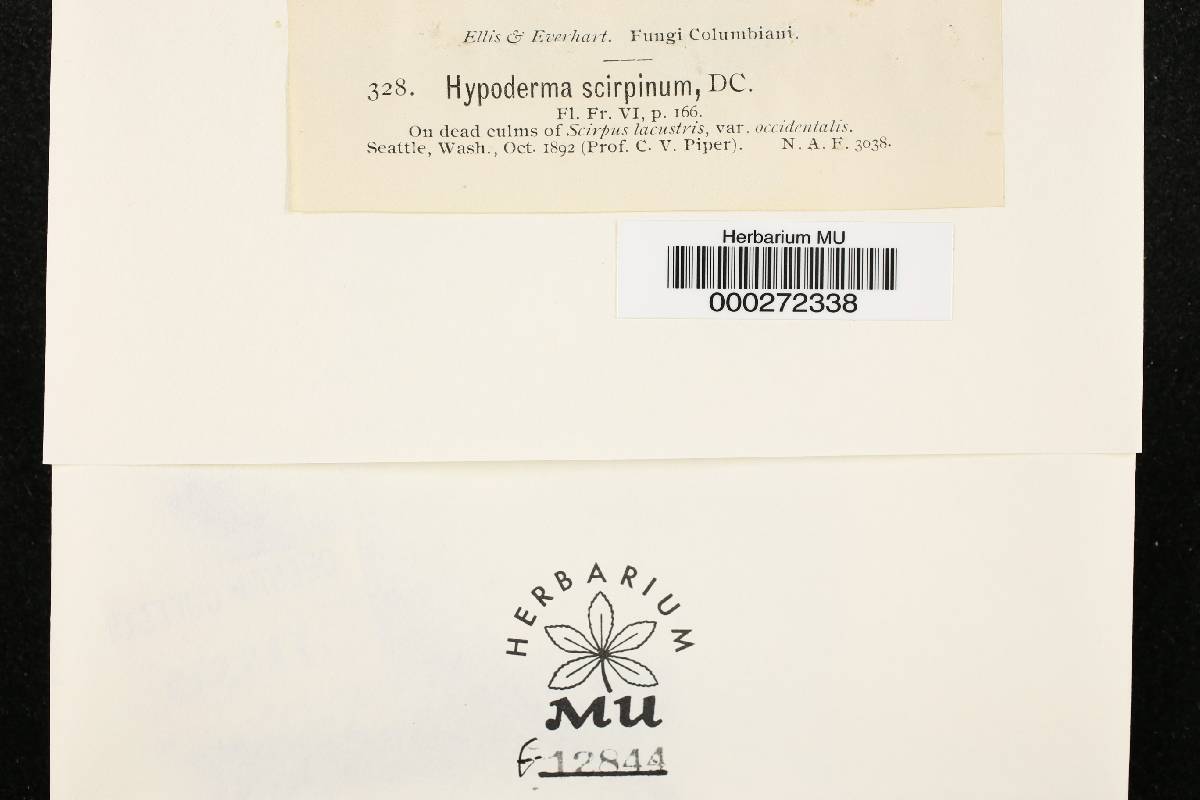 Ellis & Everhart. Fungi Columbiani.
328. Hypoderma scirpinum, DC.
Fl. Fr. VI, p. 166.
On dead culms of Scirpus lacustris, var. occidentalis.
Seattle, Wash., Oct. 1892 (Prof. C. V. Piper). N. A. F. 3038.
Herbarium MU
000272338
HERBARIUM
MU
F-12844